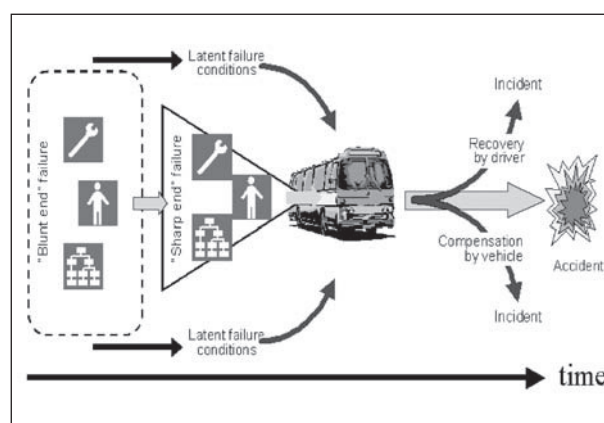 Latent failure
conditions
"Blunt end" failure
"Sharp end" failure
Incident
Recovery
by driver
Compensation
by vehicle
Accident
Incident
Latent failure
conditions
time